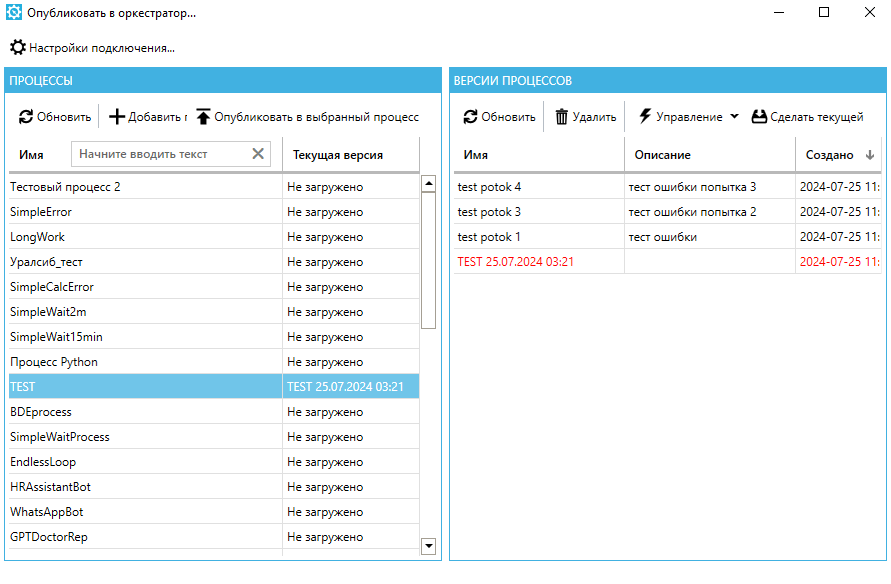 Опубликовать в оркестратор...
Настройки подключения...
ПРОЦЕССЫ
Обновить Добавить Опубликовать в выбранный процесс
Имя Начните вводить текст Текущая версия
Тестовый процесс 2 Не загружено
SimpleError Не загружено
LongWork Не загружено
Уралсиб_тест Не загружено
SimpleCalcError Не загружено
SimpleWait2m Не загружено
SimpleWait15min Не загружено
Процесс Python Не загружено
TEST TEST 25.07.2024 03:21
BDEprocess Не загружено
SimpleWaitProcess Не загружено
EndlessLoop Не загружено
HRAssistantBot Не загружено
WhatsAppBot Не загружено
GPTDoctorRep Не загружено
ВЕРСИИ ПРОЦЕССОВ
Обновить Удалить Управление Сделать текущей
Имя Описание Создано
test potok 4 тест ошибки попытка 3 2024-07-25 11:
test potok 3 тест ошибки попытка 2 2024-07-25 11:
test potok 1 тест ошибки 2024-07-25 11:
TEST 25.07.2024 03:21 2024-07-25 11: